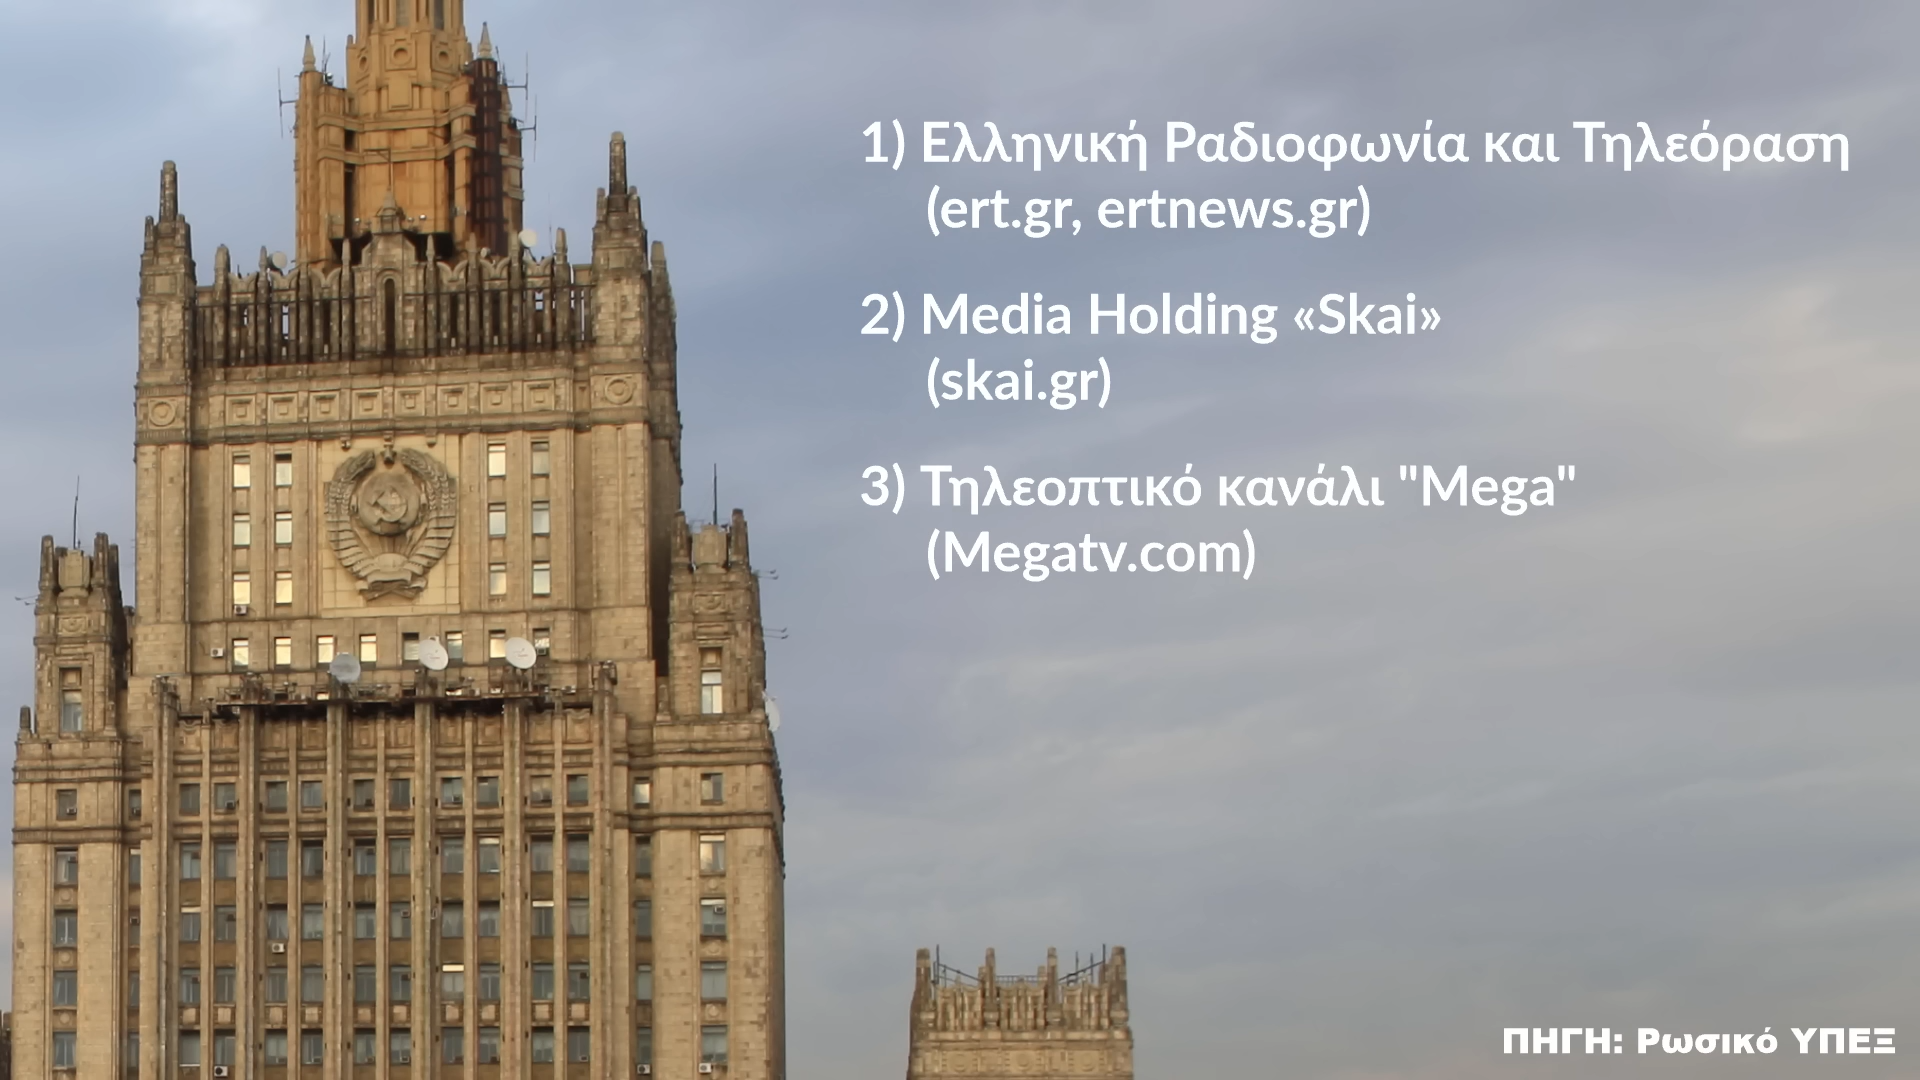 1) Ελληνική Ραδιοφωνία και Τηλεόραση
(ert.gr, ertnews.gr)
2) Media Holding «Skai»
(skai.gr)
3) Τηλεοπτικό κανάλι "Mega"
(Megatv.com)
ΠΗΓΗ: Ρωσικό ΥΠΕΞ